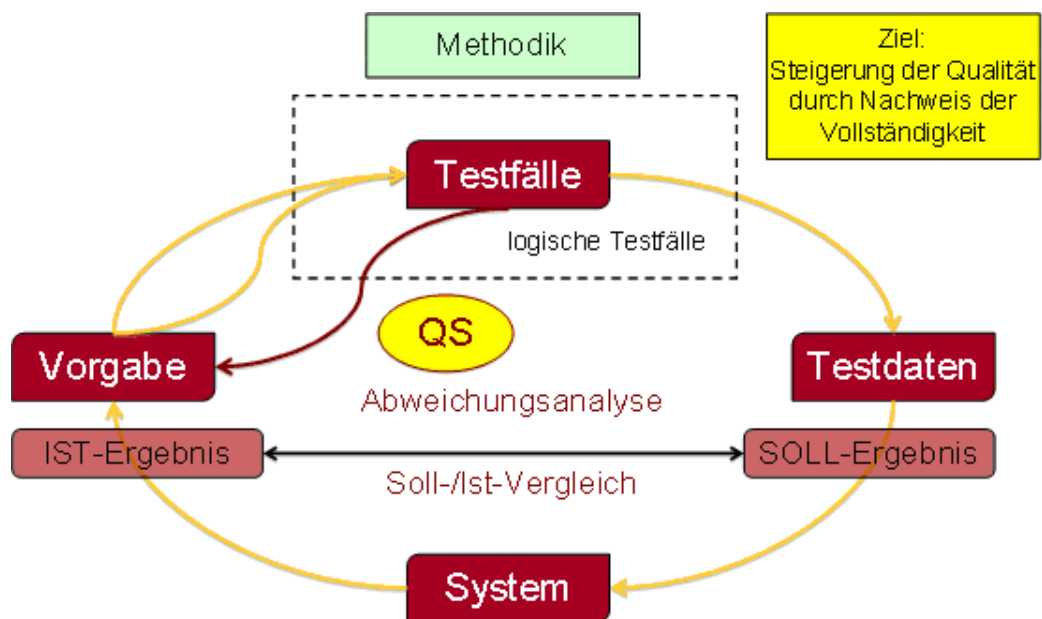 Methodik
Ziel:
Steigerung der Qualität
durch Nachweis der
Vollständigkeit
Testfälle
logische Testfälle
QS
Vorgabe
Testdaten
Abweichungsanalyse
IST-Ergebnis
SOLL-Ergebnis
Soll-/Ist-Vergleich
System